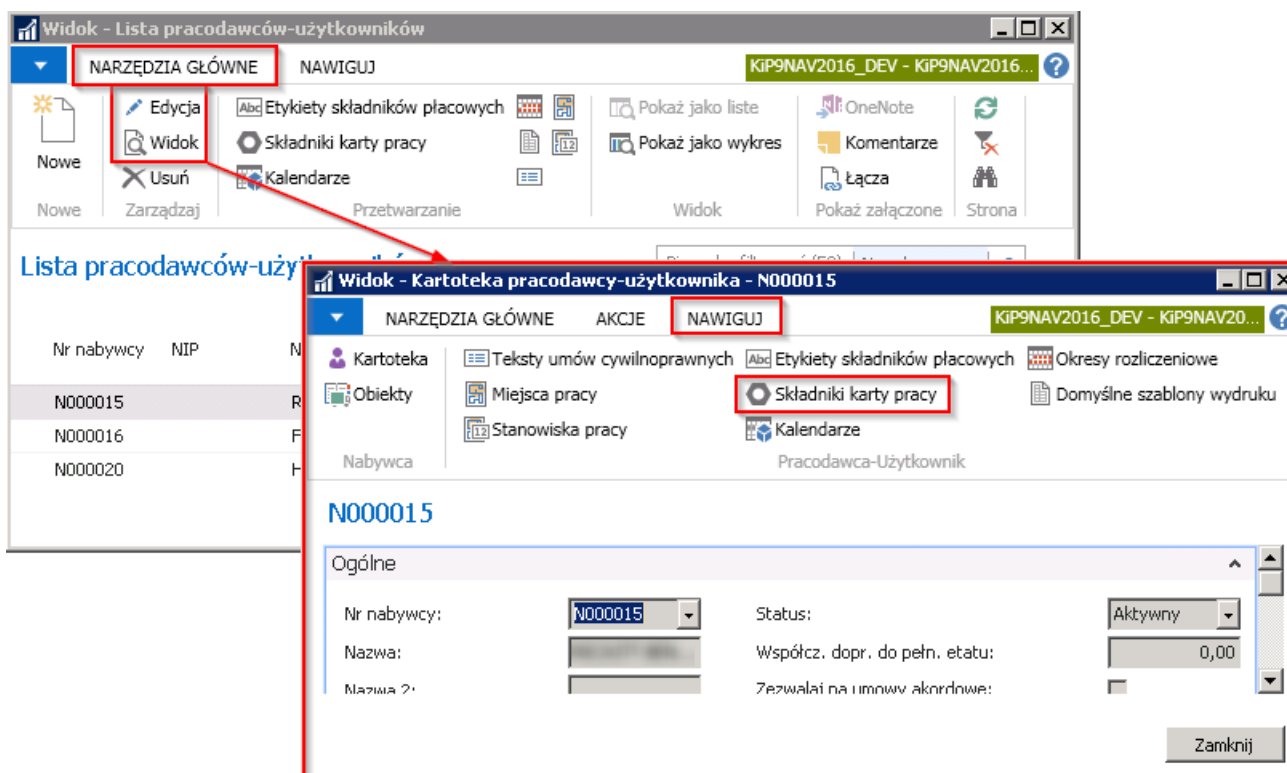 Widok - Lista pracodawców-użytkowników
NARZĘDZIA GŁÓWNE NAWIGUJ KiP9NAV2016_DEV - KiP9NAV2016...
Edycja Abc Etykiety składników płacowych Pokaż jako liste OneNote
Nowe Widok Składniki karty pracy 12 Pokaż jako wykres Komentarze
Usuń Kalendarze Łącza
Nowe Zarządzaj Przetwarzanie Widok Pokaż załączone Strona
Lista pracodawców
Nr nabywcy NIP N
N000015 R
N000016 F
N000020 H
Widok - Kartoteka pracodawcy-użytkownika - N000015
NARZĘDZIA GŁÓWNE AKCJE NAWIGUJ KiP9NAV2016_DEV - KiP9NAV20...
Kartoteka Teksty umów cywilnoprawnych Abc Etykiety składników płacowych Okresy rozliczeniowe
Obiekty Miejsca pracy Składniki karty pracy Domyślne szablony wydruku
12 Stanowiska pracy Kalendarze
Nabywca Pracodawca-Użytkownik
N000015
Ogólne
Nr nabywcy: N000015 Status: Aktywny
Nazwa: Współcz. dopr. do pełn. etatu: 0,00
Nazwa 2: Zezwalaj na umowy akordowe:
Zamknij